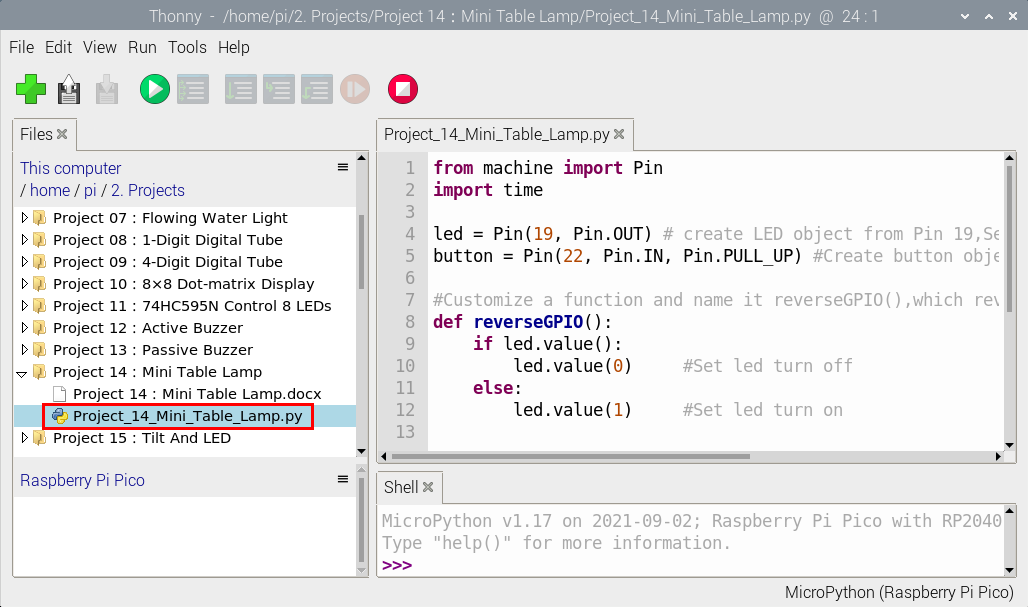 Thonny - /home/pi/2. Projects/Project 14 : Mini Table Lamp/Project_14_Mini_Table_Lamp.py @ 24 : 1
File Edit View Run Tools Help
Files
This computer
/ home / pi / 2. Projects
Project 07 : Flowing Water Light
Project 08 : 1-Digit Digital Tube
Project 09 : 4-Digit Digital Tube
Project 10 : 8×8 Dot-matrix Display
Project 11 : 74HC595N Control 8 LEDs
Project 12 : Active Buzzer
Project 13 : Passive Buzzer
Project 14 : Mini Table Lamp
Project 14 : Mini Table Lamp.docx
Project_14_Mini_Table_Lamp.py
Project 15 : Tilt And LED
Raspberry Pi Pico
Project_14_Mini_Table_Lamp.py
1 from machine import Pin
2 import time
3
4 led = Pin(19, Pin.OUT) # create LED object from Pin 19,Se
5 button = Pin(22, Pin.IN, Pin.PULL_UP) #Create button obje
6
7 #Customize a function and name it reverseGPIO(),which rev
8 def reverseGPIO():
9 if led.value():
10 led.value(0) #Set led turn off
11 else:
12 led.value(1) #Set led turn on
13
Shell
MicroPython v1.17 on 2021-09-02; Raspberry Pi Pico with RP2040
Type "help()" for more information.
>>>
MicroPython (Raspberry Pi Pico)